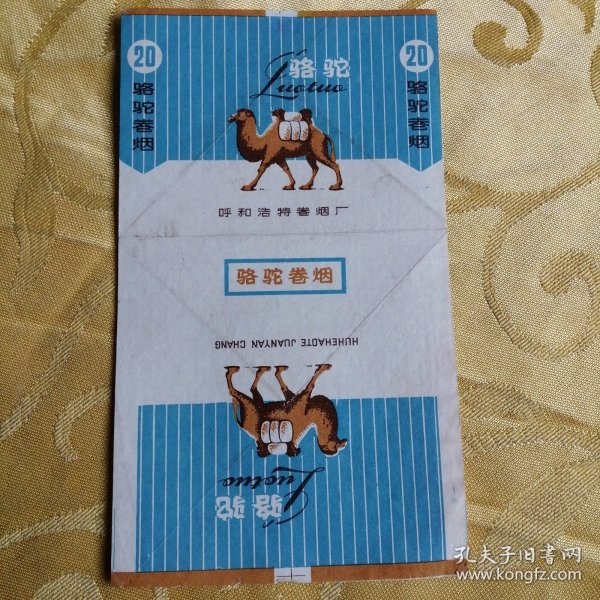 20
骆驼卷烟
骆驼
Luotuo
20
骆驼卷烟
呼和浩特卷烟厂
骆驼卷烟
HUHEHAOTE JUANYAN CHANG
骆驼
Luotuo
孔夫子旧书网
www.kongfz.com